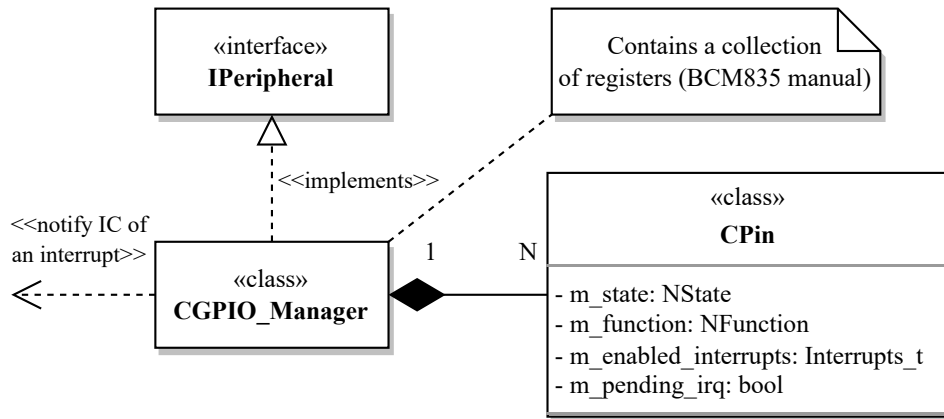 «interface»
IPeripheral
Contains a collection
of registers (BCM835 manual)
<<implements>>
<<notify IC of
an interrupt>>
«class»
CGPIO_Manager
1
N
«class»
CPin
- m_state: NState
- m_function: NFunction
- m_enabled_interrupts: Interrupts_t
- m_pending_irq: bool